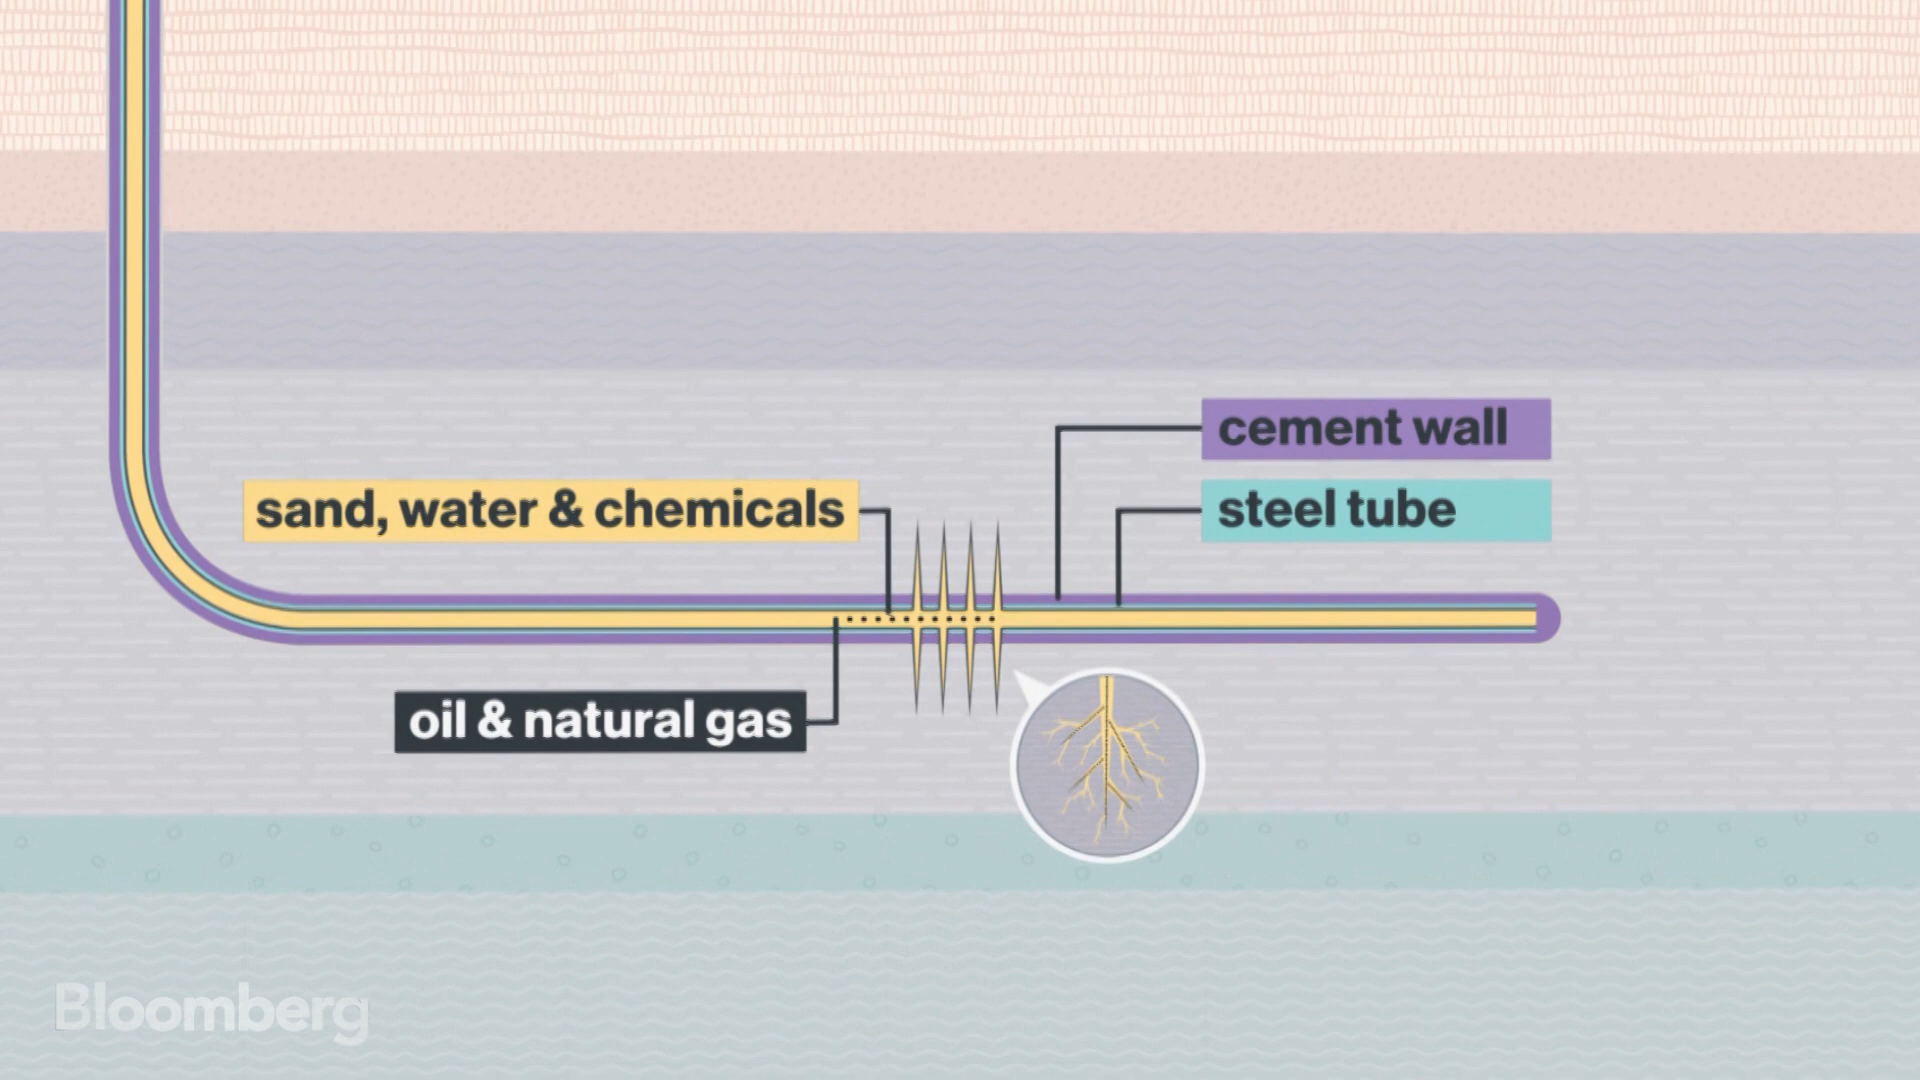 cement wall
sand, water & chemicals
steel tube
oil & natural gas
Bloomberg